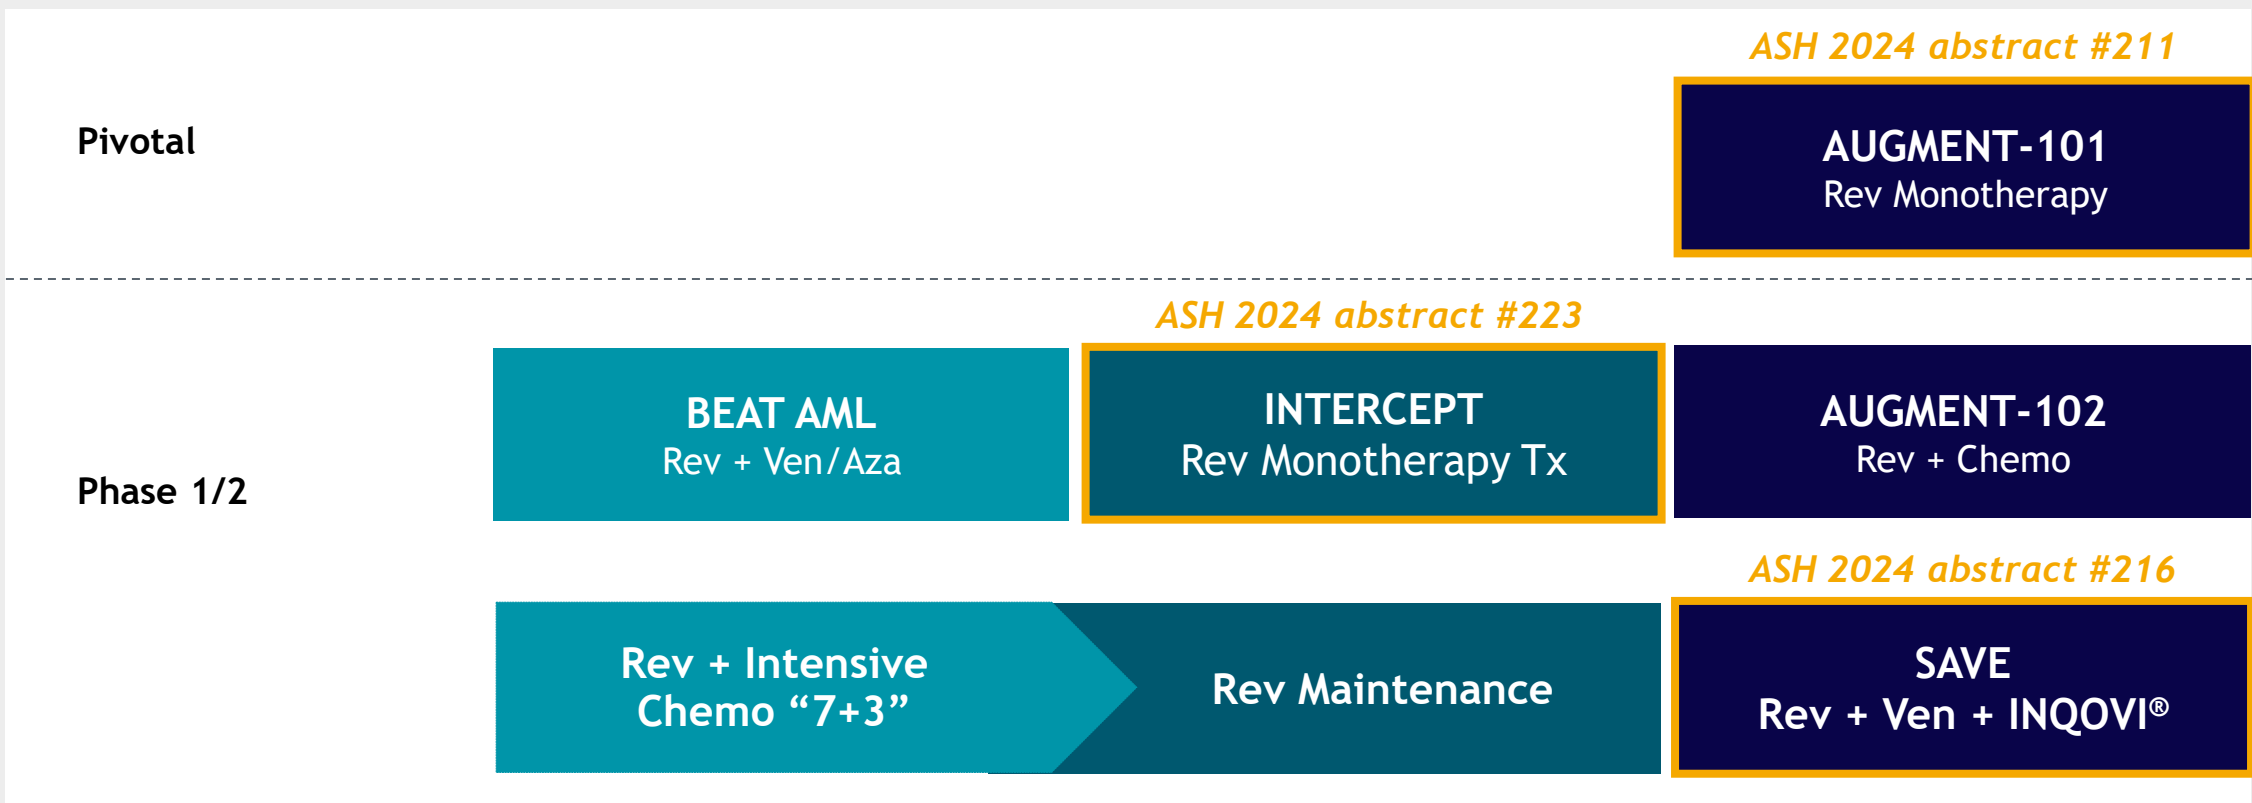 ASH 2024 abstract #211
Pivotal
AUGMENT-101
Rev Monotherapy
ASH 2024 abstract #223
Phase 1/2
BEAT AML
Rev + Ven/Aza
INTERCEPT
Rev Monotherapy Tx
AUGMENT-102
Rev + Chemo
ASH 2024 abstract #216
Rev + Intensive
Chemo “7+3”
Rev Maintenance
SAVE
Rev + Ven + INQOVI®